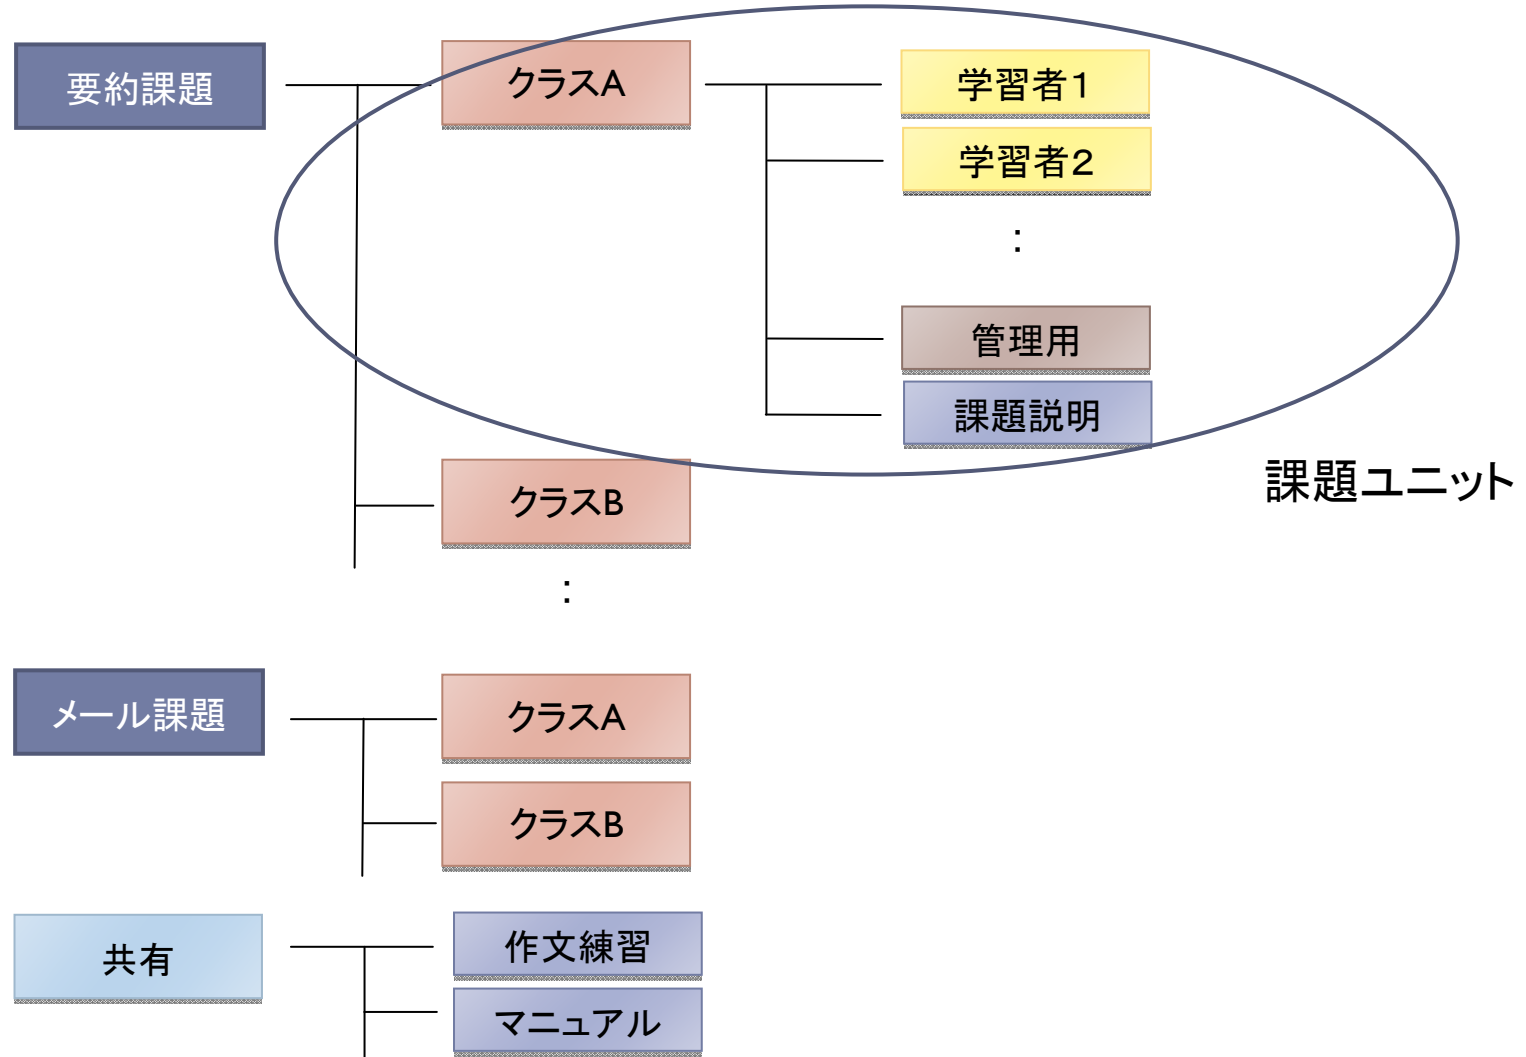 要約課題
クラスA
学習者１
学習者２
：
管理用
課題説明
課題ユニット
クラスB
：
メール課題
クラスA
クラスB
共有
作文練習
マニュアル